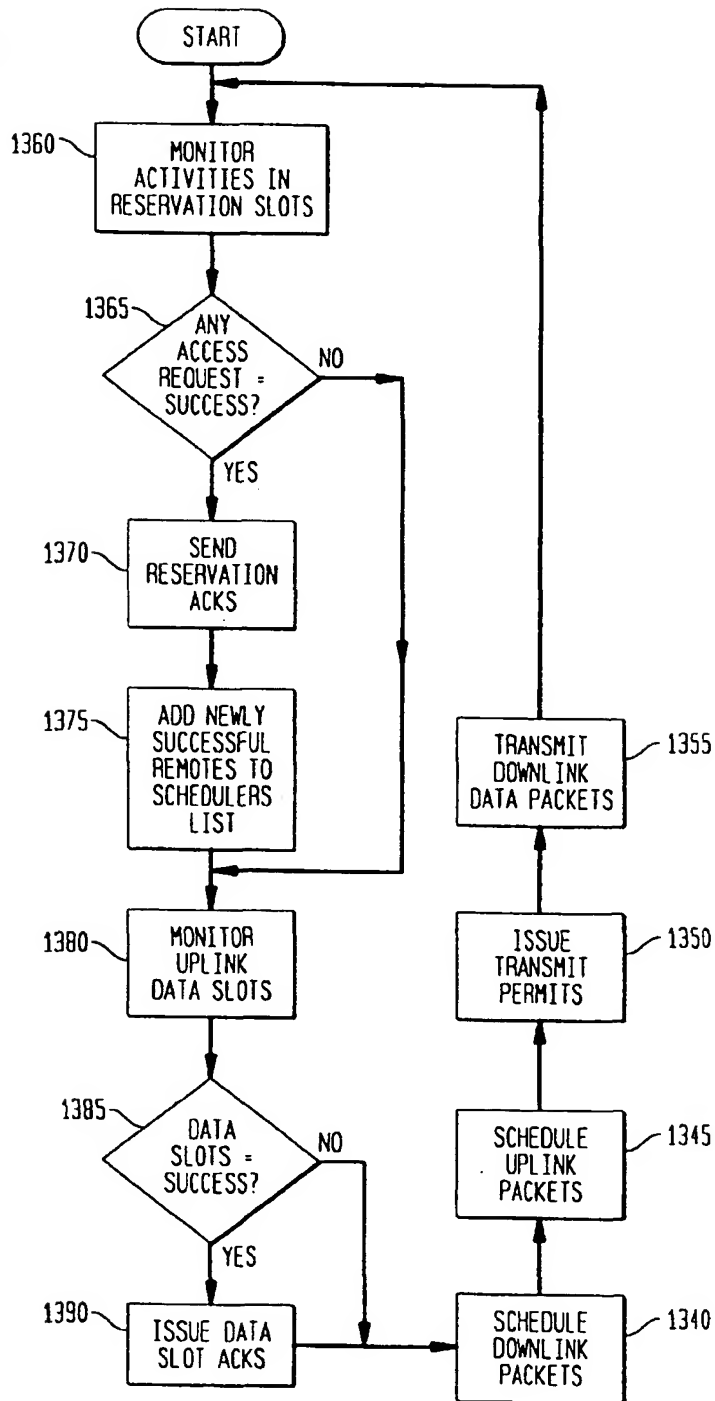 START
1360
MONITOR
ACTIVITIES IN
RESERVATION SLOTS
1365
ANY
ACCESS
REQUEST =
SUCCESS?
NO
YES
1370
SEND
RESERVATION
ACKS
1375
ADD NEWLY
SUCCESSFUL
REMOTES TO
SCHEDULERS
LIST
1380
MONITOR
UPLINK
DATA SLOTS
1385
DATA
SLOTS =
SUCCESS?
NO
YES
1390
ISSUE DATA
SLOT ACKS
SCHEDULE
DOWNLINK
PACKETS
1340
SCHEDULE
UPLINK
PACKETS
1345
ISSUE
TRANSMIT
PERMITS
1350
TRANSMIT
DOWNLINK
DATA PACKETS
1355